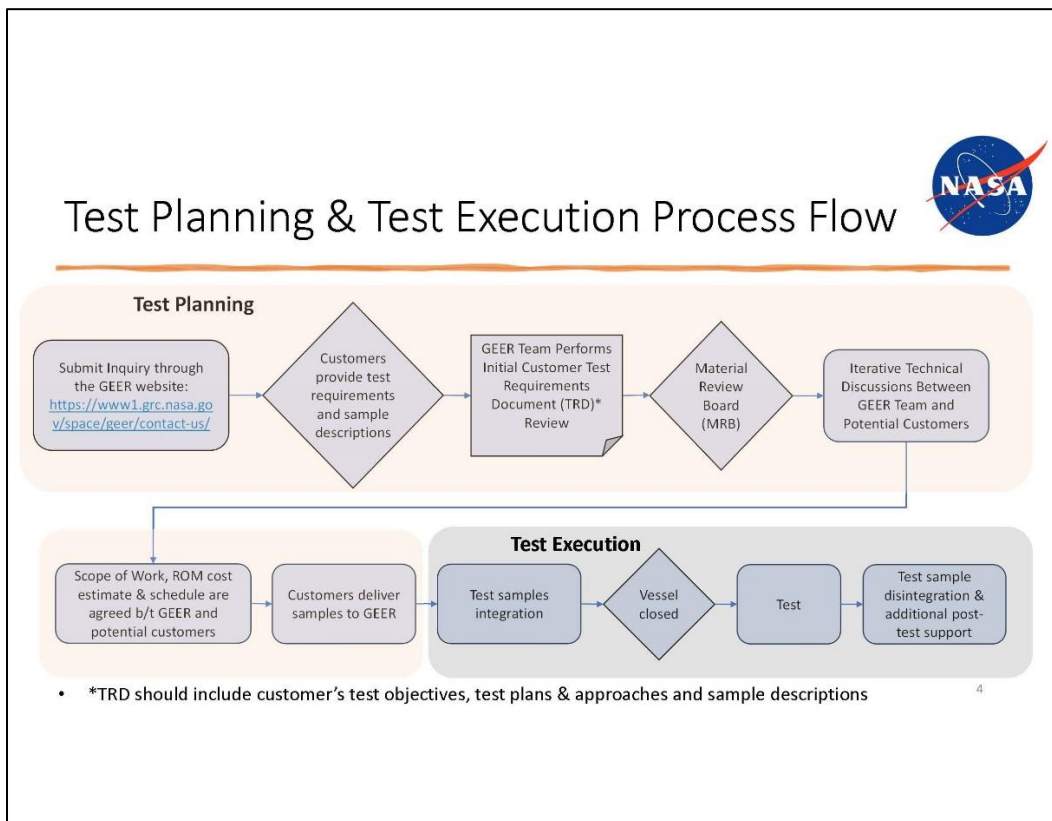 NASA
Test Planning & Test Execution Process Flow
Test Planning
Submit Inquiry through
the GEER website:
https://www1.grc.nasa.go
v/space/geer/contact-us/
Customers
provide test
requirements
and sample
descriptions
GEER Team Performs
Initial Customer Test
Requirements
Document (TRD)*
Review
Material
Review
Board
(MRB)
Iterative Technical
Discussions Between
GEER Team and
Potential Customers
Scope of Work, ROM cost
estimate & schedule are
agreed b/t GEER and
potential customers
Customers deliver
samples to GEER
Test Execution
Test samples
integration
Vessel
closed
Test
Test sample
disintegration &
additional post-
test support
• *TRD should include customer's test objectives, test plans & approaches and sample descriptions
4